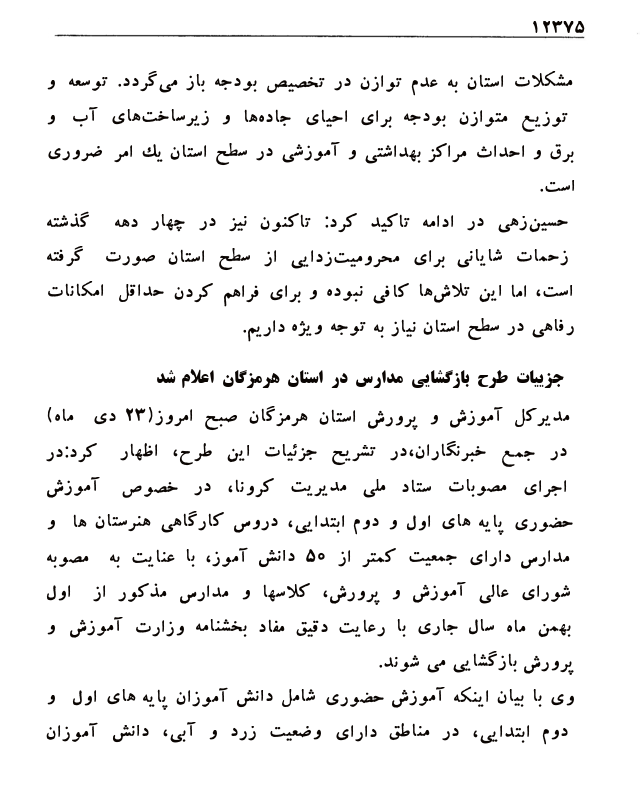 ۱۲۳۷۵
مشکلات استان به عدم توازن در تخصیص بودجه باز می‌گردد. توسعه و
توزیع متوازن بودجه برای احیای جاده‌ها و زیرساخت‌های آب و
برق و احداث مراکز بهداشتی و آموزشی در سطح استان یك امر ضروری
است.
حسین‌زهی در ادامه تاکید کرد: تاکنون نیز در چهار دهه گذشته
زحمات شایانی برای محرومیت‌زدایی از سطح استان صورت گرفته
است، اما این تلاش‌ها کافی نبوده و برای فراهم کردن حداقل امکانات
رفاهی در سطح استان نیاز به توجه ویژه داریم.
جزییات طرح بازگشایی مدارس در استان هرمزگان اعلام شد
مدیرکل آموزش و پرورش استان هرمزگان صبح امروز(۲۳ دی ماه)
در جمع خبرنگاران،در تشریح جزئیات این طرح، اظهار کرد:در
اجرای مصوبات ستاد ملی مدیریت کرونا، در خصوص آموزش
حضوری پایه های اول و دوم ابتدایی، دروس کارگاهی هنرستان ها و
مدارس دارای جمعیت کمتر از ۵۰ دانش آموز، با عنایت به مصوبه
شورای عالی آموزش و پرورش، کلاسها و مدارس مذکور از اول
بهمن ماه سال جاری با رعایت دقیق مفاد بخشنامه وزارت آموزش و
پرورش بازگشایی می شوند.
وی با بیان اینکه آموزش حضوری شامل دانش آموزان پایه های اول و
دوم ابتدایی، در مناطق دارای وضعیت زرد و آبی، دانش آموزان